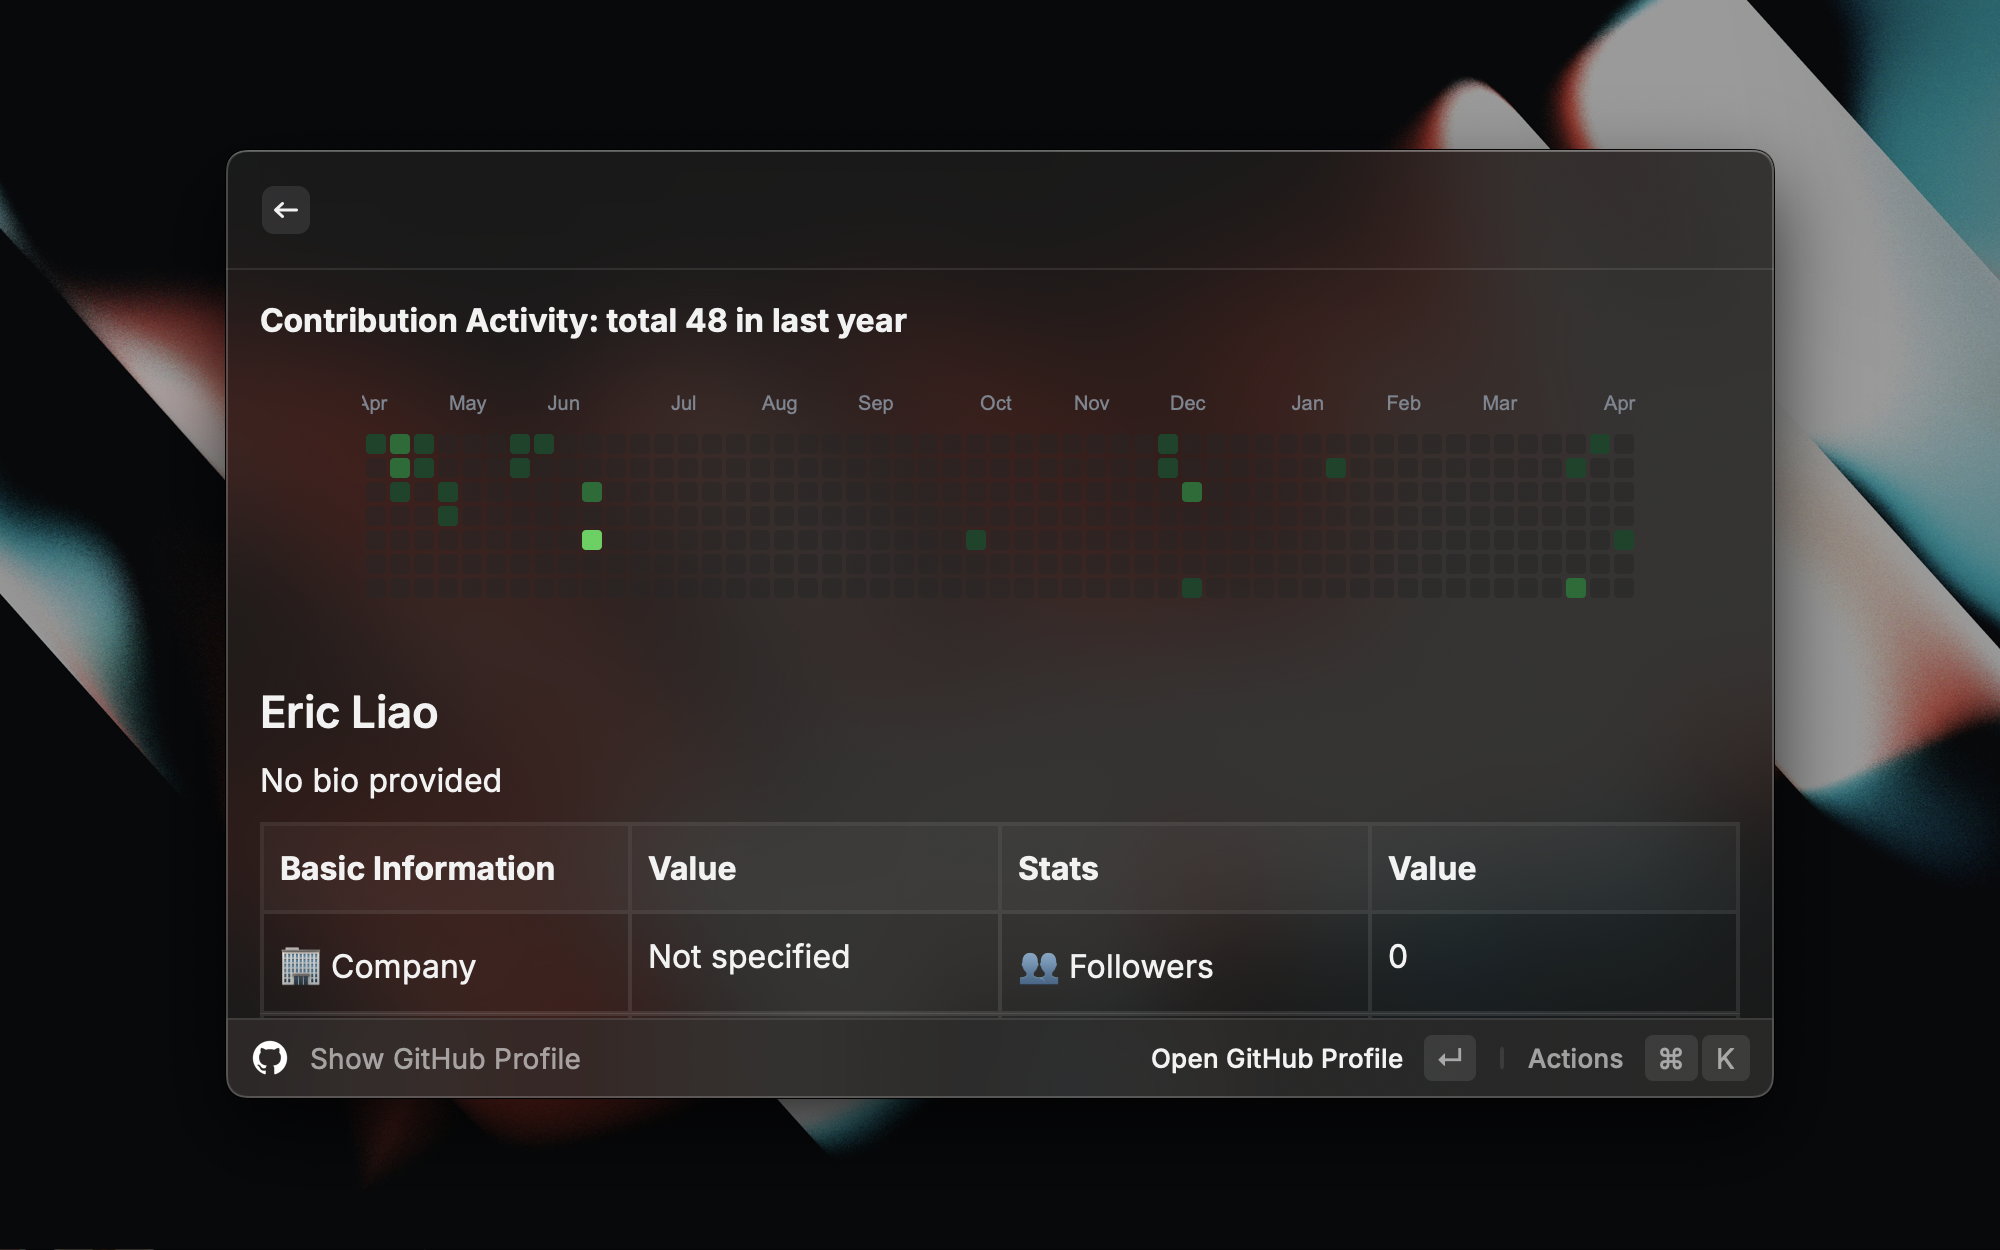 Contribution Activity: total 48 in last year
Apr May Jun Jul Aug Sep Oct Nov Dec Jan Feb Mar Apr
Eric Liao
No bio provided
Basic Information Value Stats Value
🏢 Company Not specified 👥 Followers 0
Show GitHub Profile Open GitHub Profile ↵ Actions ⌘ K